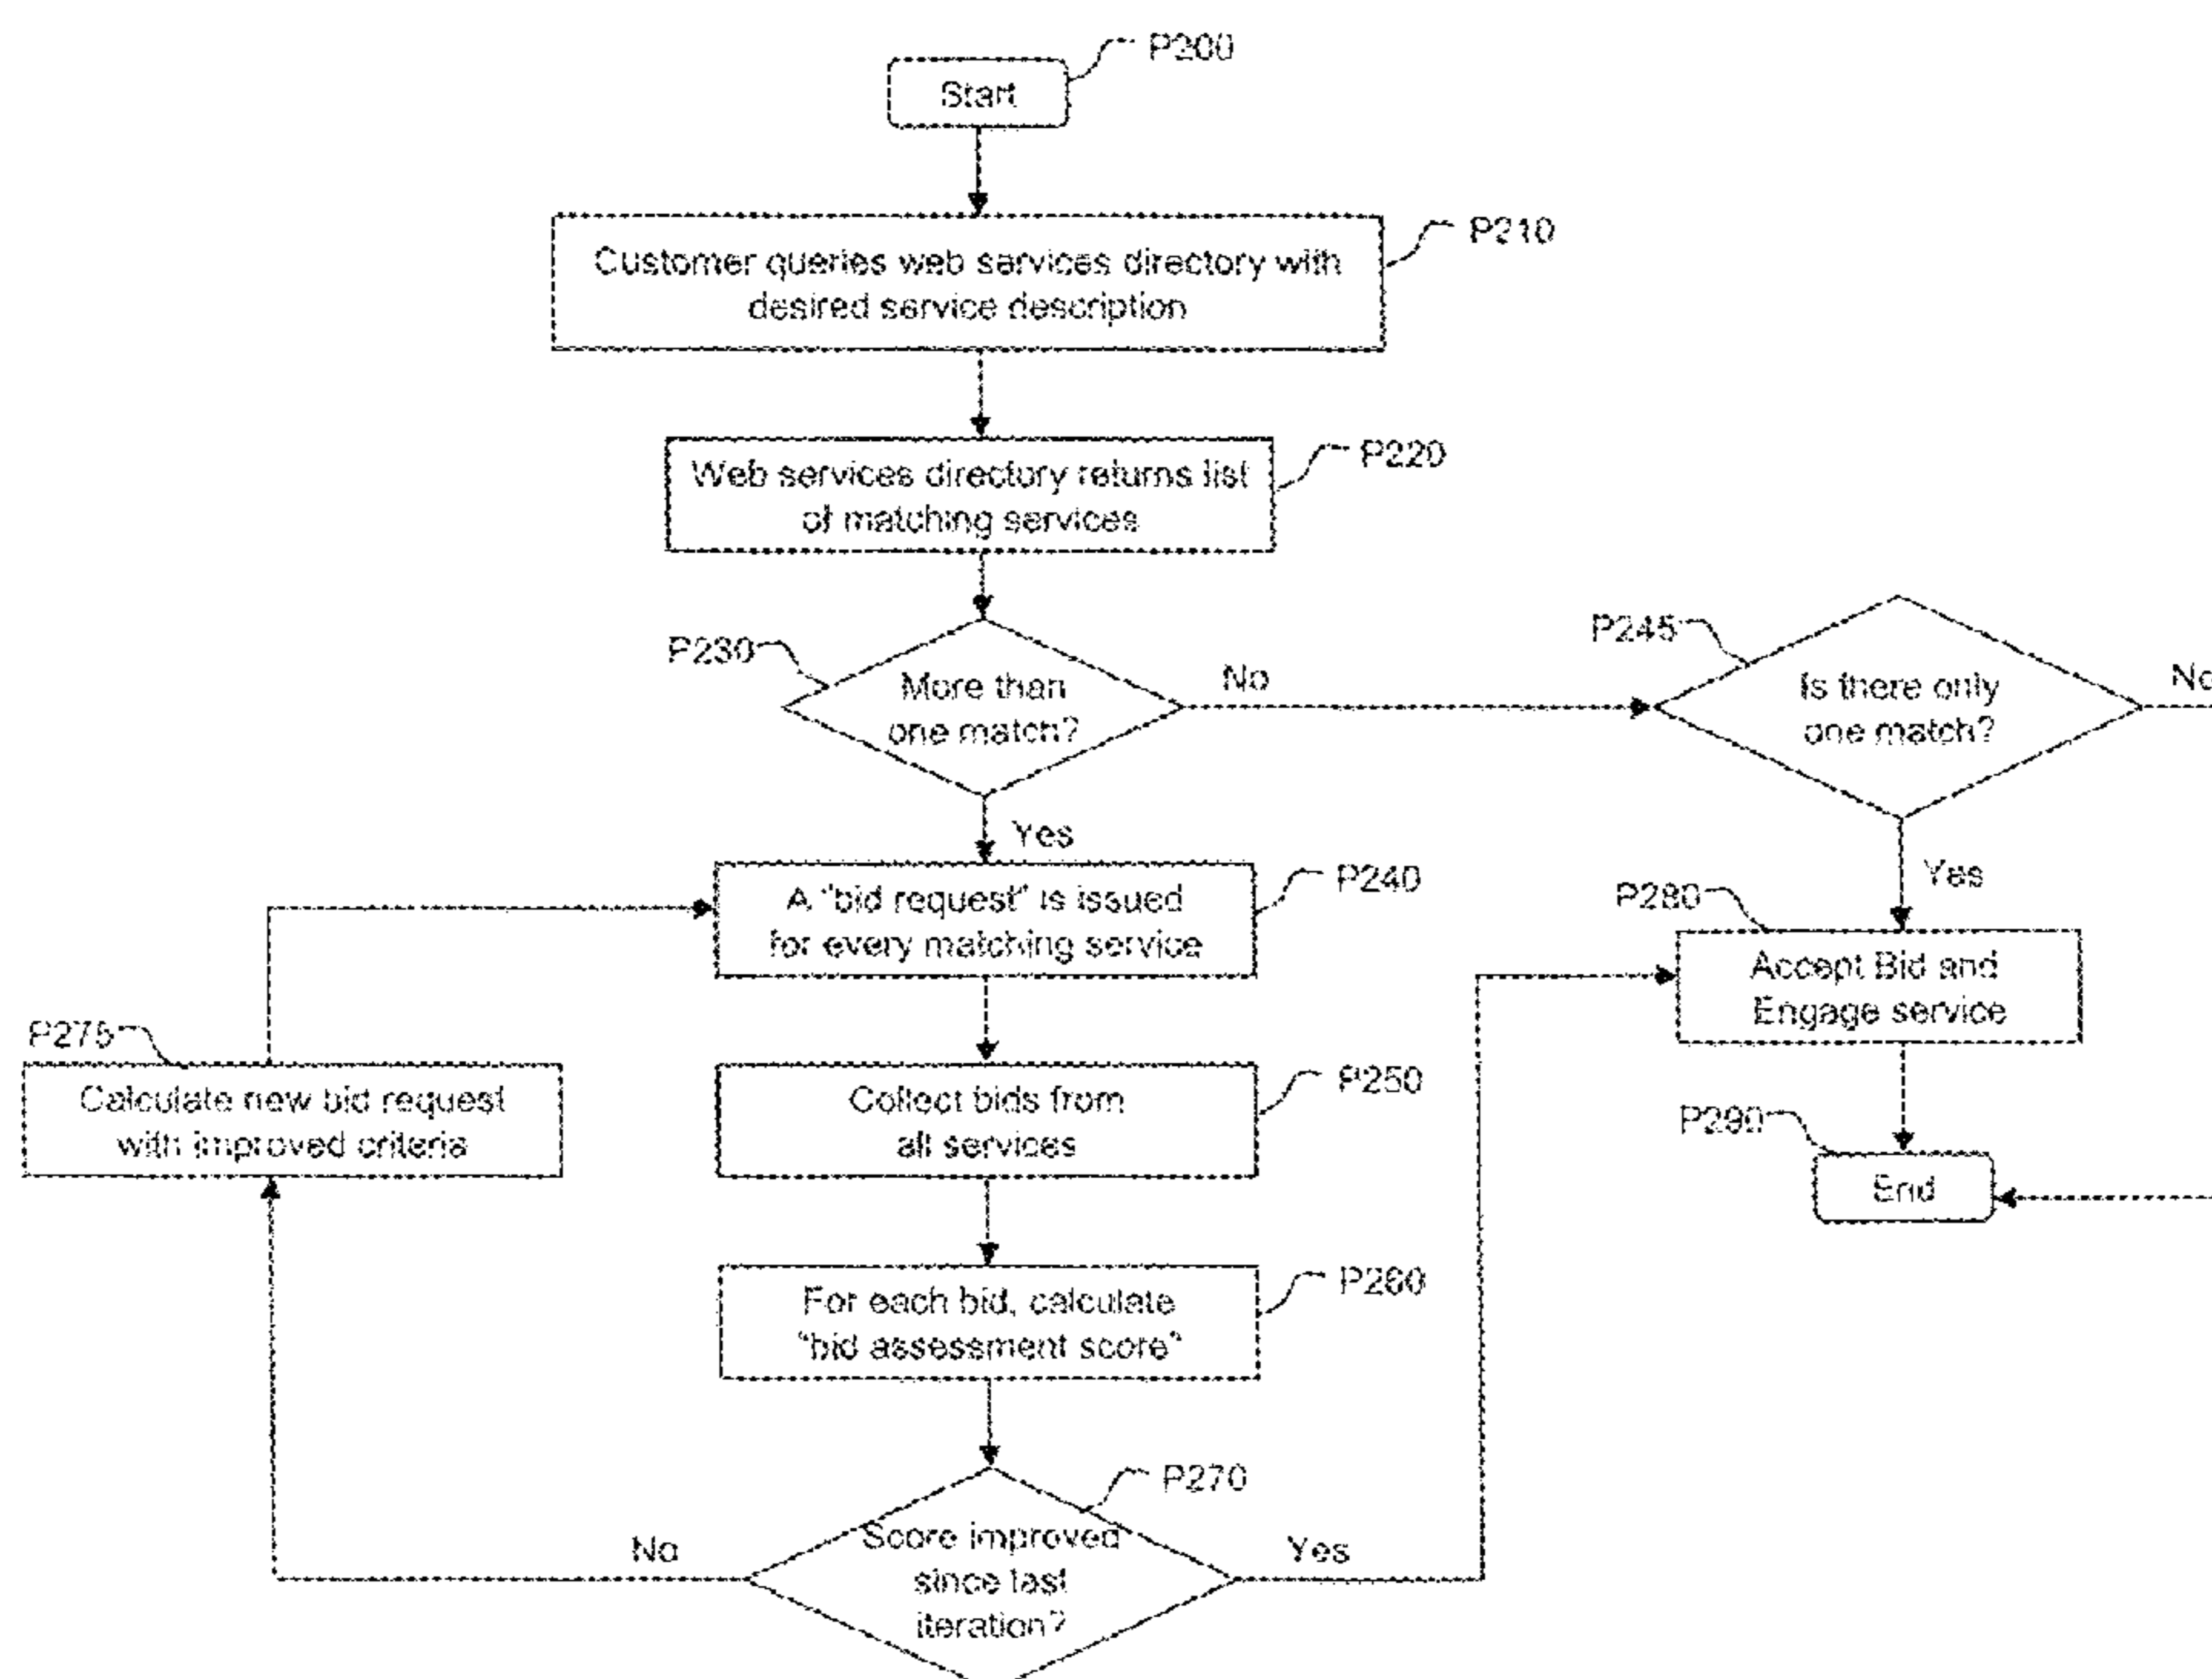 P200
Start
P210
Customer queries web services directory with
desired service description
P220
Web services directory returns list
of matching services
P230
More than
one match?
No
P245
Is there only
one match?
No
Yes
P240
A "bid request" is issued
for every matching service
Yes
P280
Accept Bid and
Engage service
P275
Calculate new bid request
with improved criteria
P250
Collect bids from
all services
P290
End
P260
For each bid, calculate
"bid assessment score"
P270
Score improved
since last
iteration?
No
Yes